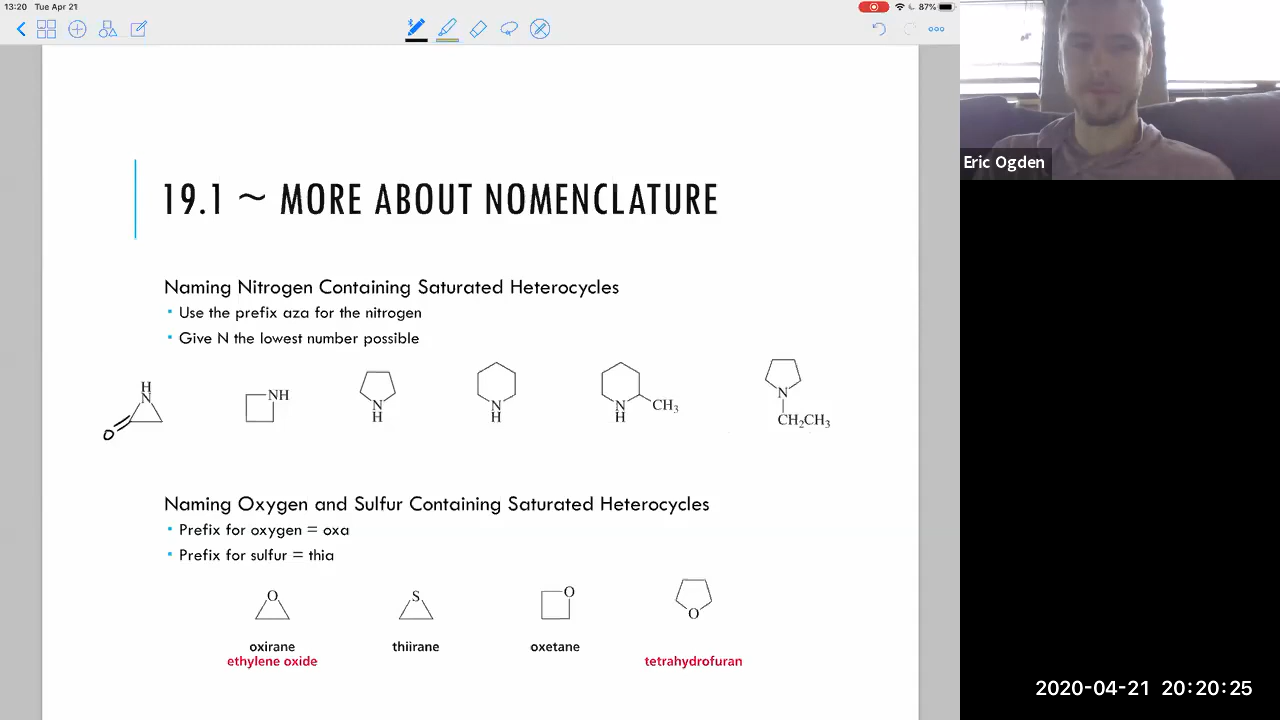 13:20 Tue Apr 21
87%
Eric Ogden
19.1 ~ MORE ABOUT NOMENCLATURE
Naming Nitrogen Containing Saturated Heterocycles
Use the prefix aza for the nitrogen
Give N the lowest number possible
H
N
O
NH
N
H
N
H
N
H
CH₃
N
CH₂CH₃
Naming Oxygen and Sulfur Containing Saturated Heterocycles
Prefix for oxygen = oxa
Prefix for sulfur = thia
O
S
O
O
oxirane
ethylene oxide
thiirane
oxetane
tetrahydrofuran
2020-04-21 20:20:25